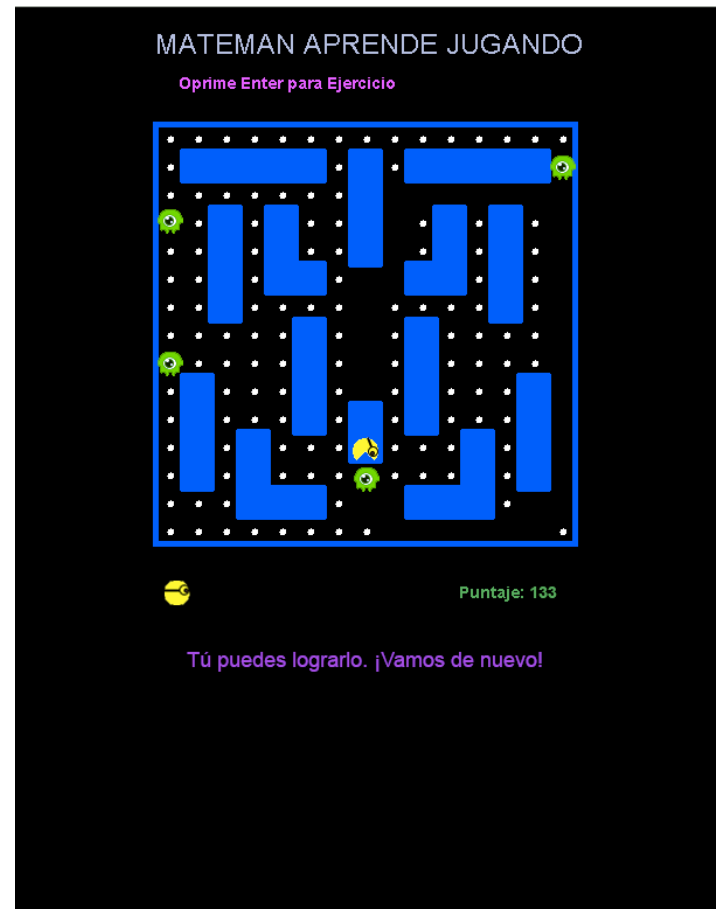 MATEMAN APRENDE JUGANDO
Oprime Enter para Ejercicio
Puntaje: 133
Tú puedes lograrlo. ¡Vamos de nuevo!